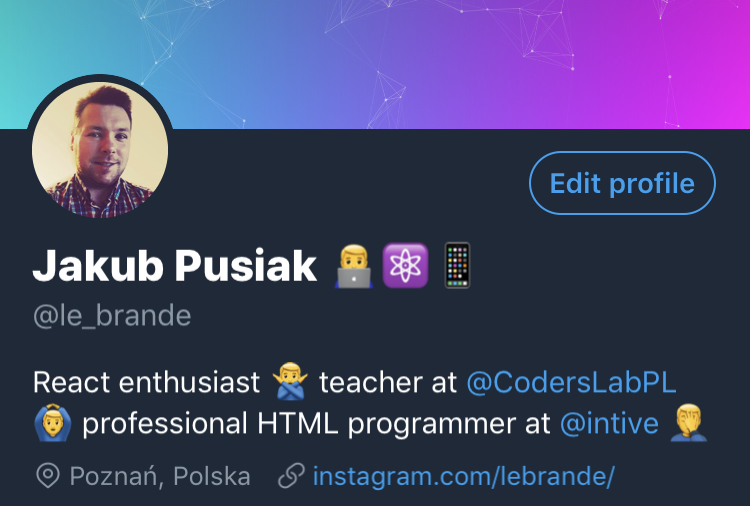 Edit profile
Jakub Pusiak 👨‍💻⚛️📱
@le_brande
React enthusiast 🙅‍♂️ teacher at @CodersLabPL
🙆‍♂️ professional HTML programmer at @intive 🤦‍♂️
Poznań, Polska instagram.com/lebrande/